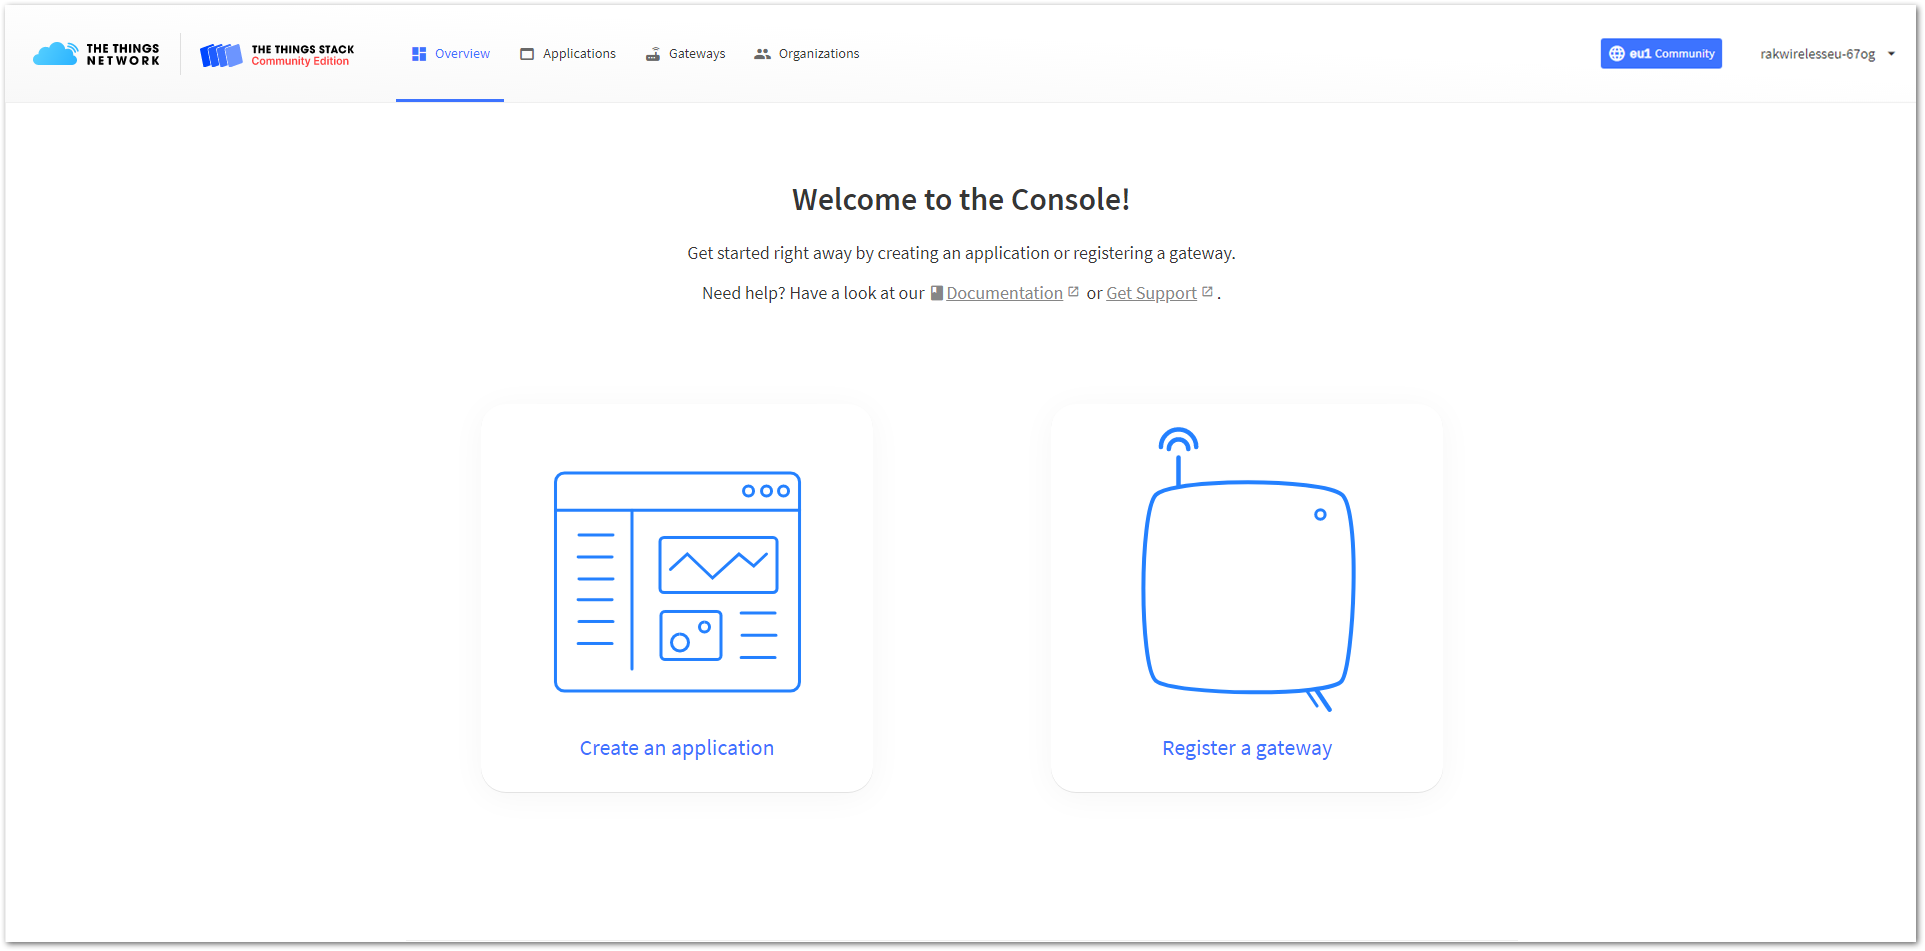 THE THINGS
NETWORK
THE THINGS STACK
Community Edition
Overview
Applications
Gateways
Organizations
eu1 Community
rakwirelesseu-67og
Welcome to the Console!
Get started right away by creating an application or registering a gateway.
Need help? Have a look at our Documentation or Get Support .
Create an application
Register a gateway